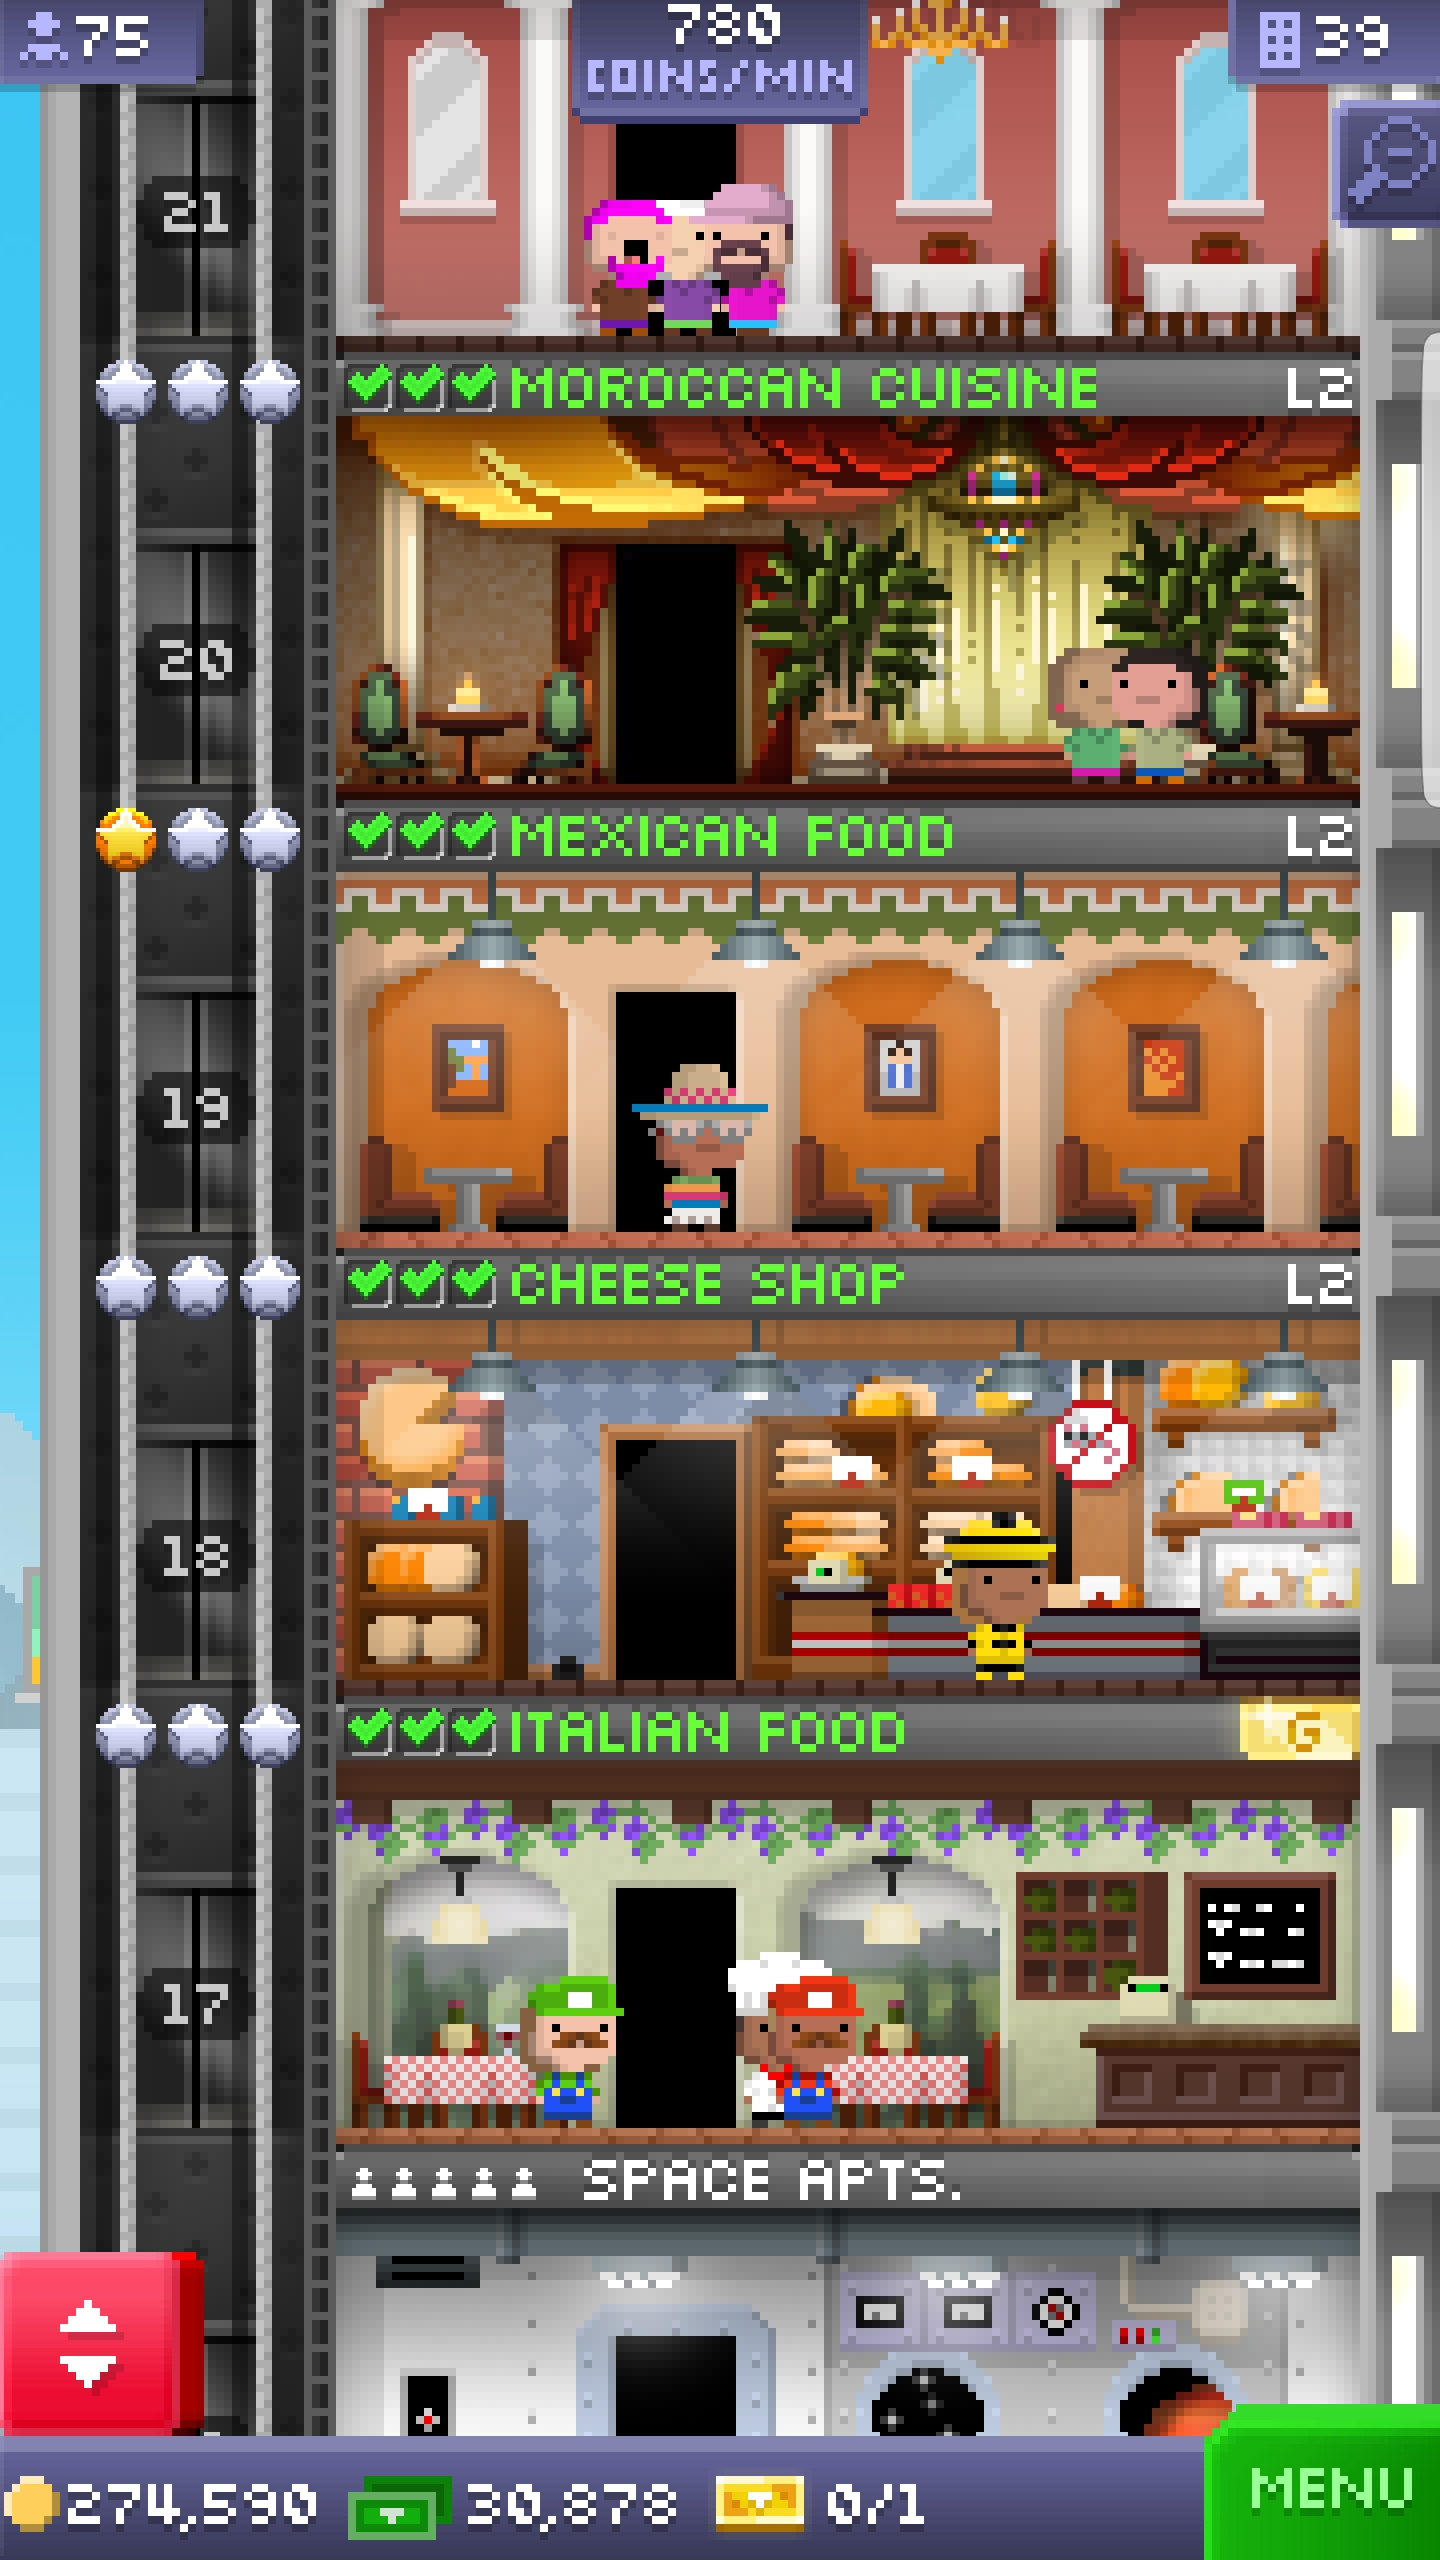 75
780
COINS/MIN
39
21
MOROCCAN CUISINE L2
20
MEXICAN FOOD L2
19
CHEESE SHOP L2
18
ITALIAN FOOD G
17
SPACE APTS.
274,590 30,878 0/1
MENU